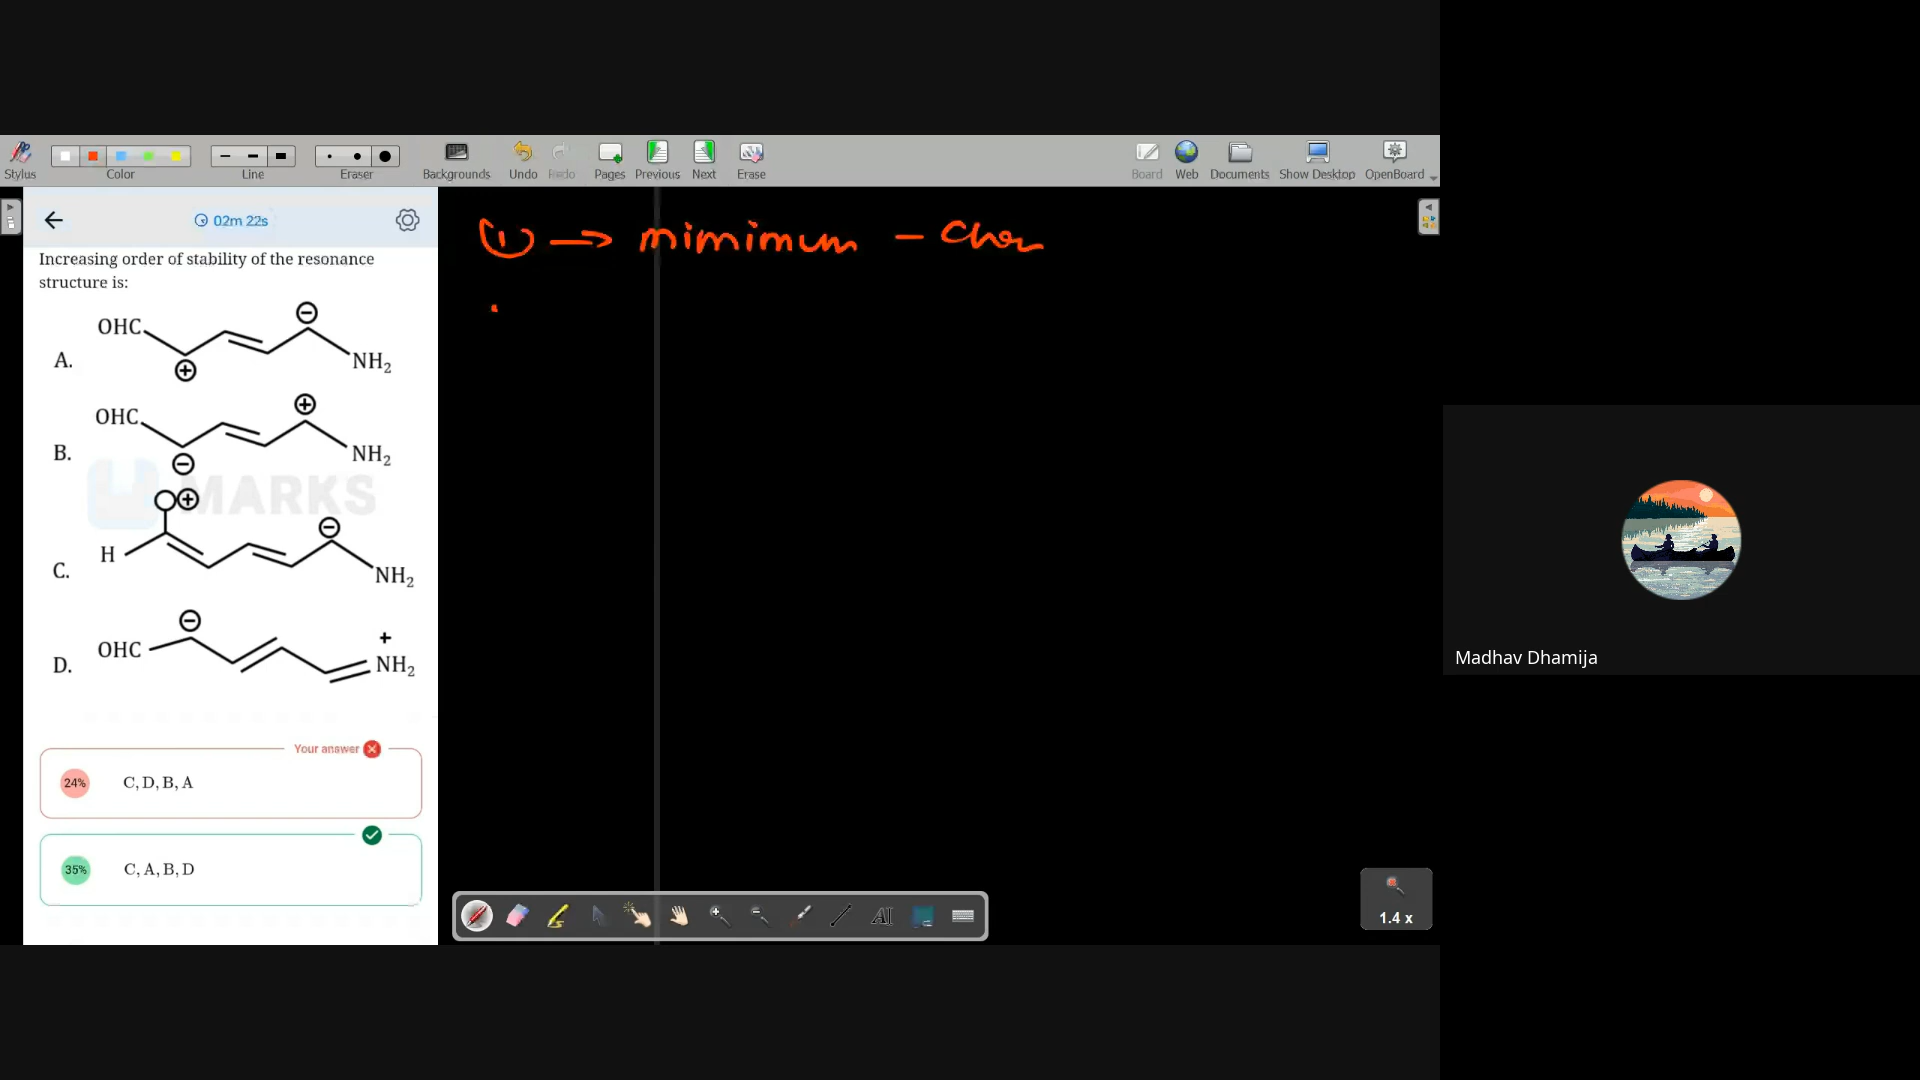 Stylus
Color
Line
Eraser
Backgrounds
Undo
Redo
Pages
Previous
Next
Erase
Board
Web
Documents
Show Desktop
OpenBoard
02m 22s
Increasing order of stability of the resonance
structure is:
OHC
⊖
A.
⊕
NH₂
OHC
⊕
B.
⊖
NH₂
MARKS
O⊕
H
⊖
C.
NH₂
⊖
OHC
+
D.
NH₂
Your answer
24% C, D, B, A
35% C, A, B, D
① → mimimum -
1.4 x
Madhav Dhamija